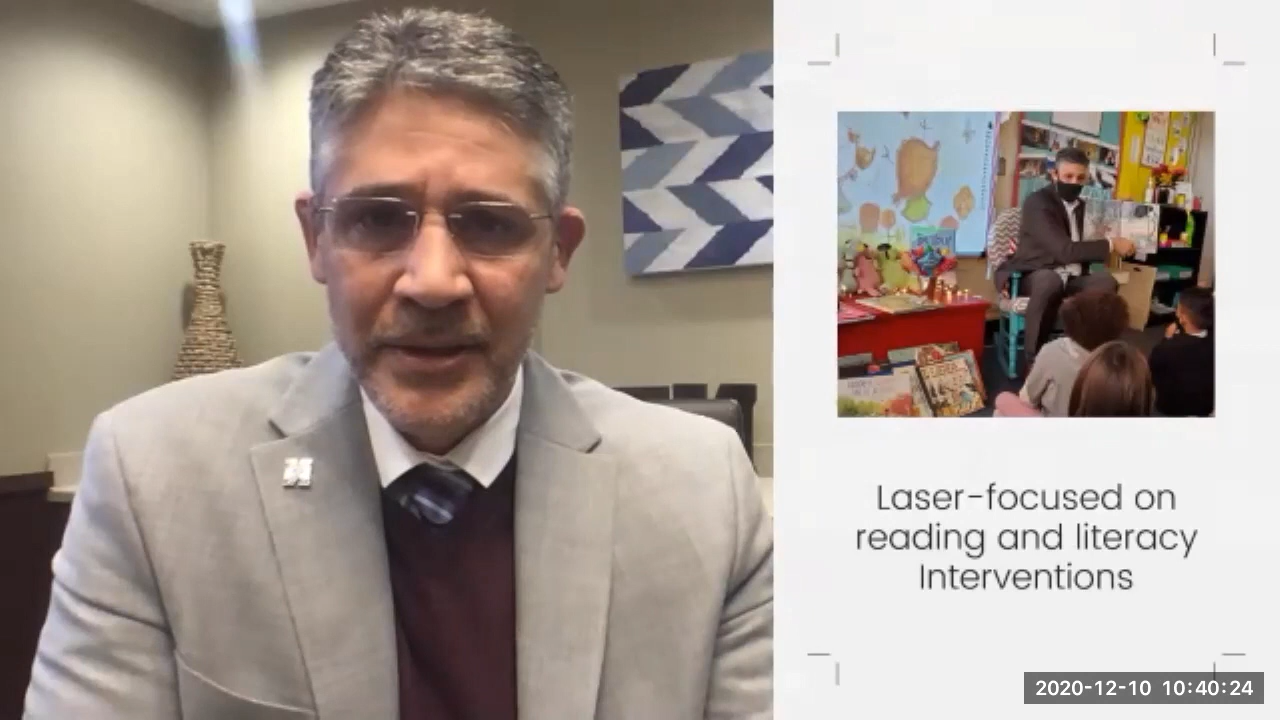 Laser-focused on
reading and literacy
Interventions
2020-12-10 10:40:24